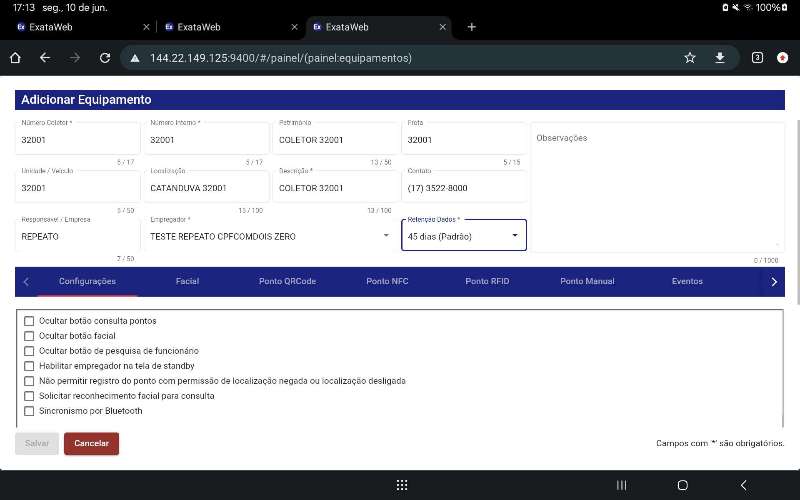 17:13 seg., 10 de jun.
100%
ExataWeb
ExataWeb
ExataWeb
144.22.149.125:9400/#/painel/(painel:equipamentos)
3
Adicionar Equipamento
Número Coletor *
32001
5 / 17
Número Interno *
32001
5 / 17
Patrimônio
COLETOR 32001
13 / 50
Frota
32001
5 / 15
Observações
0 / 1000
Unidade / Veículo
32001
5 / 50
Localização
CATANDUVA 32001
15 / 100
Descrição *
COLETOR 32001
13 / 100
Contato
(17) 3522-8000
Responsável / Empresa
REPEATO
7 / 50
Empregador *
TESTE REPEATO CPFCOMDOIS ZERO
Retenção Dados *
45 dias (Padrão)
Configurações
Facial
Ponto QRCode
Ponto NFC
Ponto RFID
Ponto Manual
Eventos
Ocultar botão consulta pontos
Ocultar botão facial
Ocultar botão de pesquisa de funcionário
Habilitar empregador na tela de standby
Não permitir registro do ponto com permissão de localização negada ou localização desligada
Solicitar reconhecimento facial para consulta
Sincronismo por Bluetooth
Salvar
Cancelar
Campos com '*' são obrigatórios.